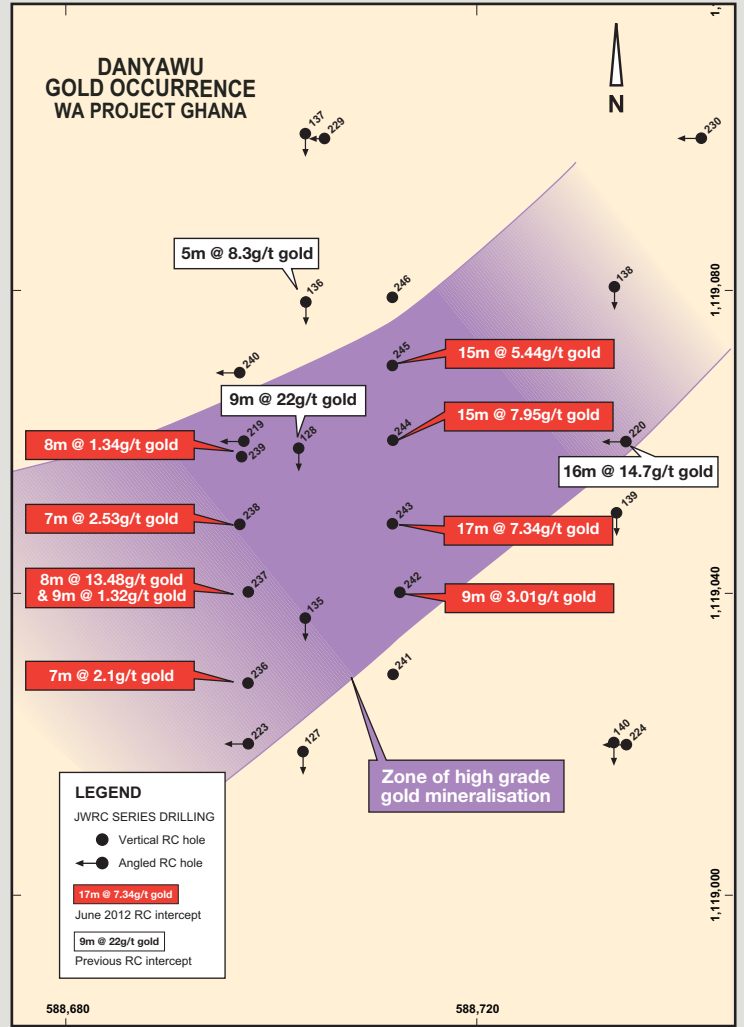 DANYAWU
GOLD OCCURRENCE
WA PROJECT GHANA
N
137
229
230
5m @ 8.3g/t gold
136
246
138
1,119,080
245
15m @ 5.44g/t gold
240
9m @ 22g/t gold
15m @ 7.95g/t gold
219
128
244
220
8m @ 1.34g/t gold
239
16m @ 14.7g/t gold
139
7m @ 2.53g/t gold
238
243
17m @ 7.34g/t gold
8m @ 13.48g/t gold
& 9m @ 1.32g/t gold
237
242
9m @ 3.01g/t gold
1,119,040
135
7m @ 2.1g/t gold
236
241
223
127
140
224
Zone of high grade
gold mineralisation
LEGEND
JWRC SERIES DRILLING
Vertical RC hole
Angled RC hole
17m @ 7.34g/t gold
June 2012 RC intercept
9m @ 22g/t gold
Previous RC intercept
1,119,000
588,680
588,720